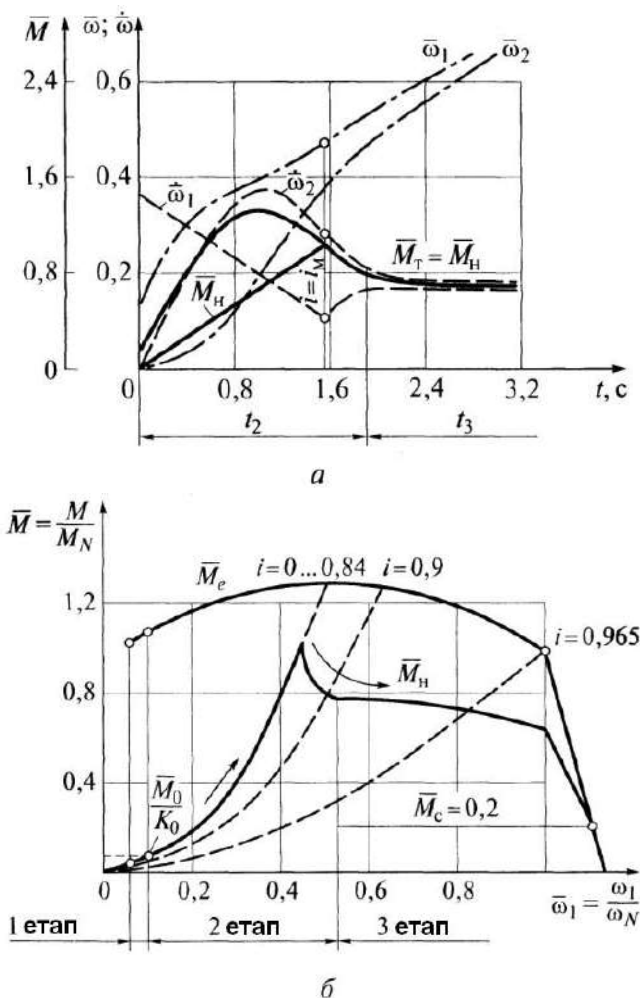 M̅ ω̅; ω̅̇
ω̅₁ ω̅₂
2,4 0,6
1,6 0,4
ω̅̇₁ ω̅̇₂
M̅н i = iм M̅т = M̅н
0,8 0,2
0 0 0,8 1,6 2,4 3,2
t, с
t₂ t₃
а
M̅ = M/M_N
M̅e i = 0 ... 0,84 i = 0,9
1,2
i = 0,965
M̅н
0,8
0,4
M̅₀/K₀ M̅с = 0,2
0 0,2 0,4 0,6 0,8
ω̅₁ = ω₁/ω_N
1 етап 2 етап 3 етап
б